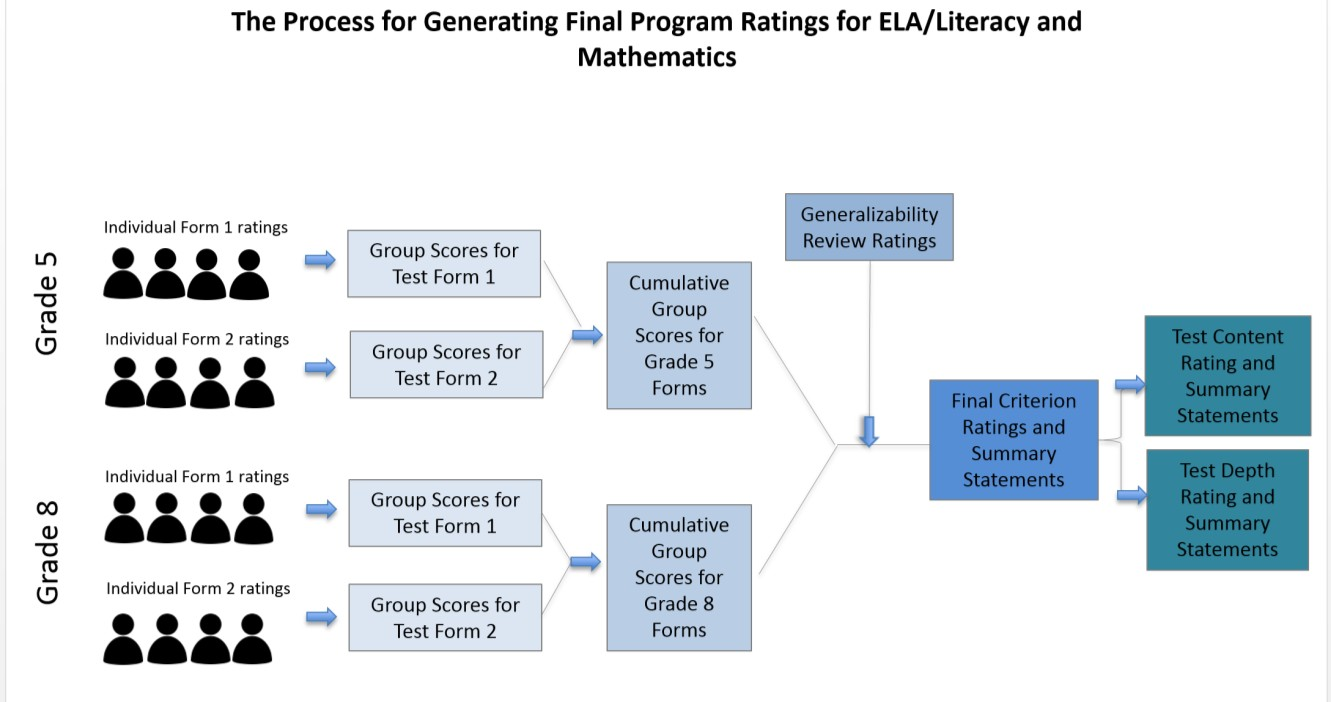 The Process for Generating Final Program Ratings for ELA/Literacy and
Mathematics
Grade 5
Individual Form 1 ratings
Group Scores for
Test Form 1
Individual Form 2 ratings
Group Scores for
Test Form 2
Cumulative
Group
Scores for
Grade 5
Forms
Grade 8
Individual Form 1 ratings
Group Scores for
Test Form 1
Individual Form 2 ratings
Group Scores for
Test Form 2
Cumulative
Group
Scores for
Grade 8
Forms
Generalizability
Review Ratings
Final Criterion
Ratings and
Summary
Statements
Test Content
Rating and
Summary
Statements
Test Depth
Rating and
Summary
Statements